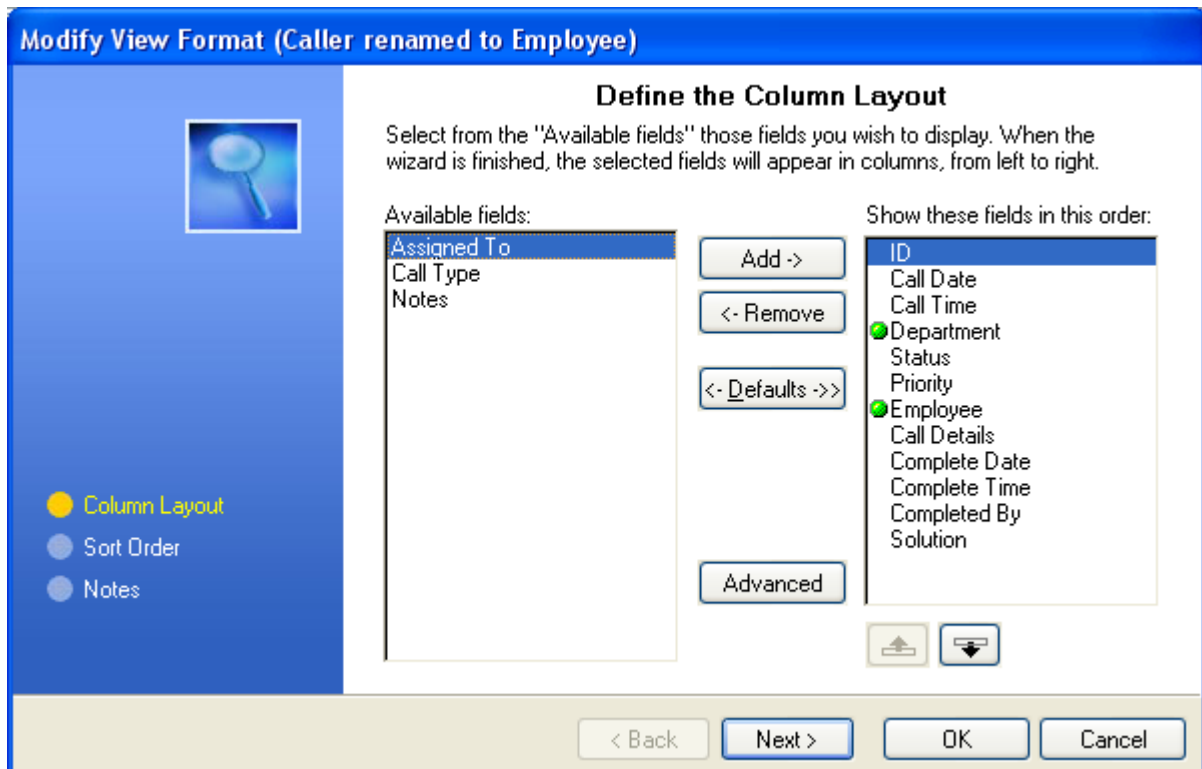 Modify View Format (Caller renamed to Employee)
Define the Column Layout
Select from the "Available fields" those fields you wish to display. When the
wizard is finished, the selected fields will appear in columns, from left to right.
Available fields:
Assigned To
Call Type
Notes
Add ->
<- Remove
<- Defaults ->>
Advanced
Show these fields in this order:
ID
Call Date
Call Time
Department
Status
Priority
Employee
Call Details
Complete Date
Complete Time
Completed By
Solution
Column Layout
Sort Order
Notes
< Back
Next >
OK
Cancel